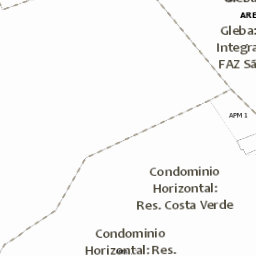 ARE
Gleba:
Integra
FAZ Sã
APM 1
Condominio
Horizontal:
Res. Costa Verde
Condominio
Horizontal: Res.